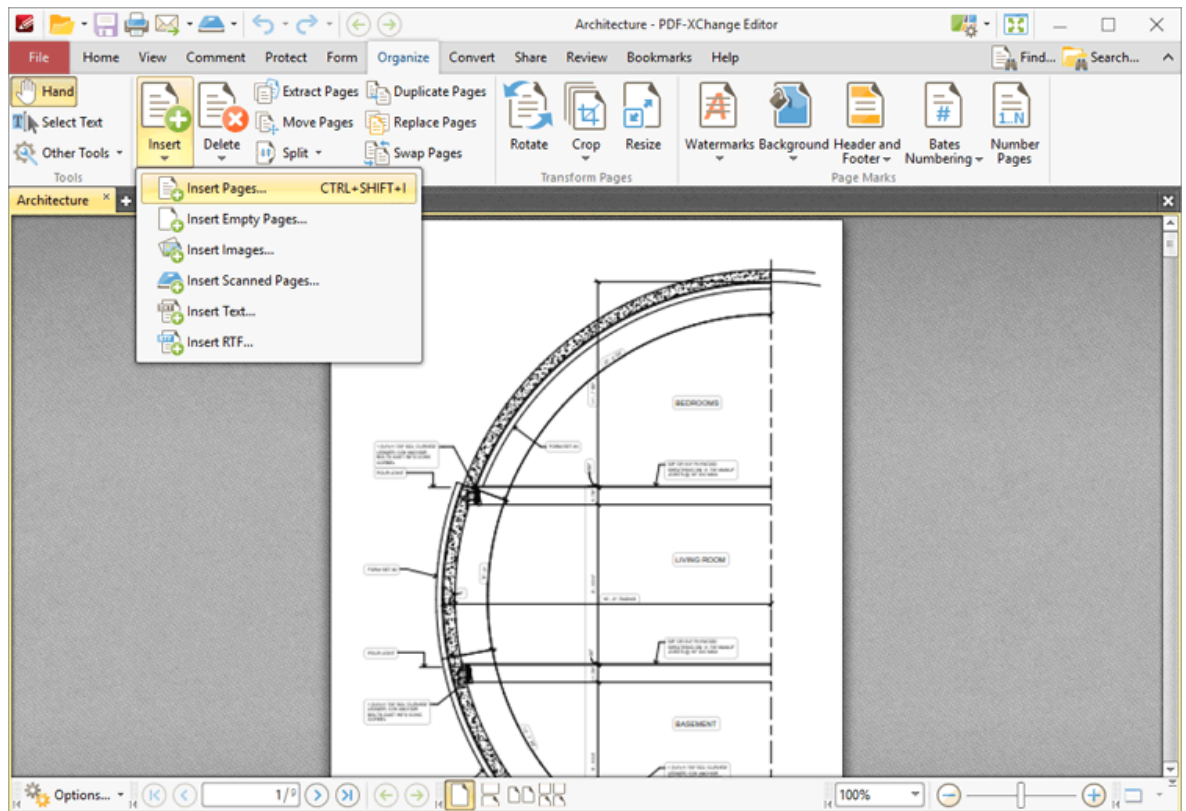 Architecture - PDF-XChange Editor
File Home View Comment Protect Form Organize Convert Share Review Bookmarks Help Find... Search...
Hand
Select Text
Other Tools
Tools
Insert
Delete
Extract Pages
Move Pages
Split
Duplicate Pages
Replace Pages
Swap Pages
Rotate
Crop
Resize
Transform Pages
Watermarks
Background
Header and
Footer
Bates
Numbering
Number
Pages
Page Marks
Architecture
Insert Pages... CTRL+SHIFT+I
Insert Empty Pages...
Insert Images...
Insert Scanned Pages...
Insert Text...
Insert RTF...
BEDROOMS
LIVING ROOM
BASEMENT
Options... 1/9 100%